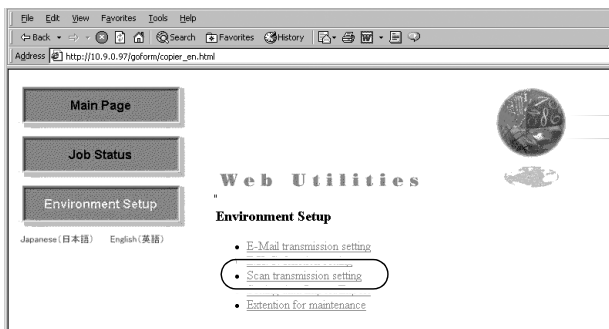 File Edit View Favorites Tools Help
Back Search Favorites History
Address http://10.9.0.97/goform/copier_en.html
Main Page
Job Status
Environment Setup
Japanese(日本語) English(英語)
Web Utilities
"
Environment Setup
E-Mail transmission setting
Scan transmission setting
Extention for maintenance